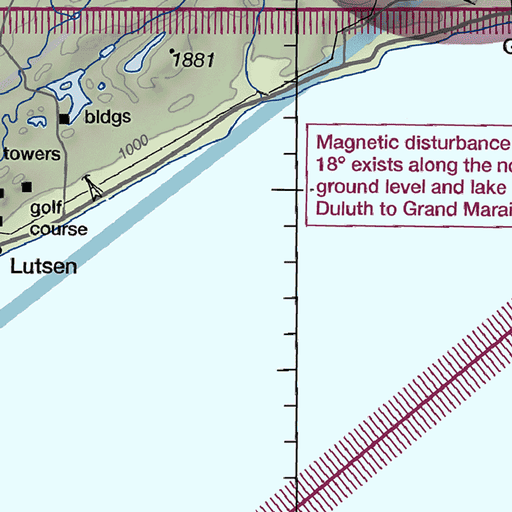 1881
bldgs
towers
1000
golf
course
Lutsen
G
Magnetic disturbance
18° exists along the no
ground level and lake
Duluth to Grand Marai